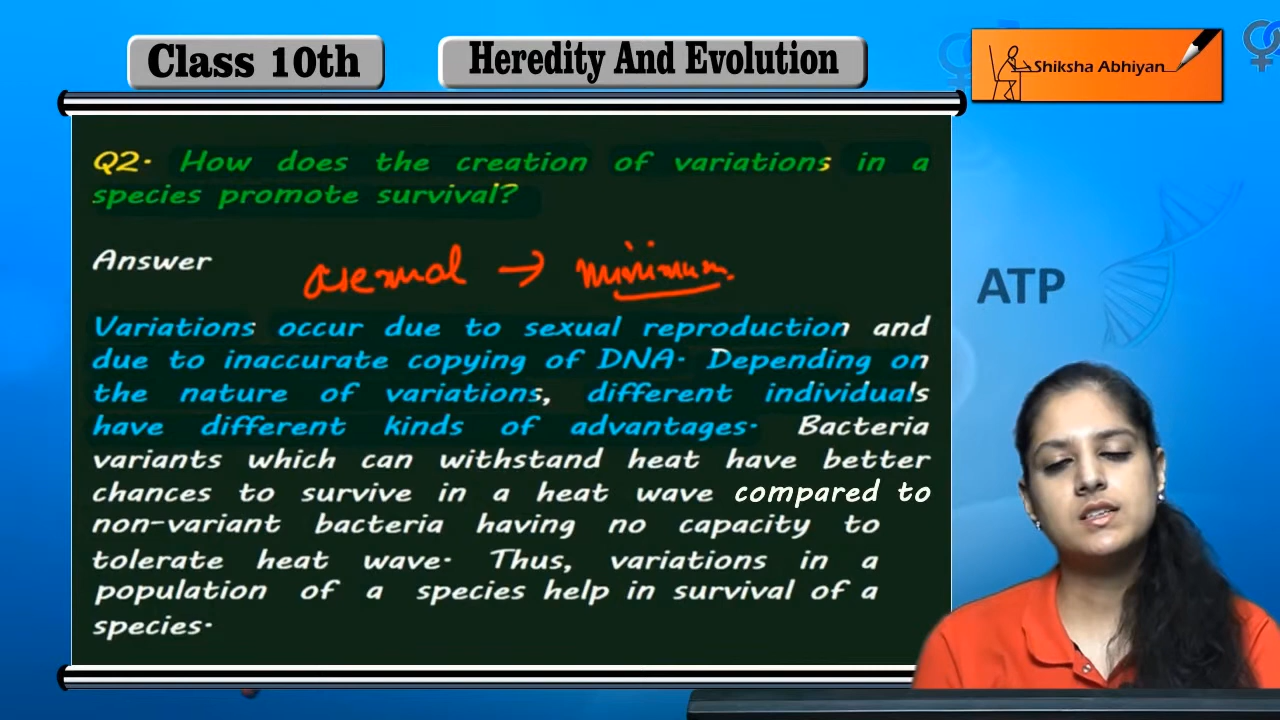 Class 10th
Heredity And Evolution
Shiksha Abhiyan
Q2. How does the creation of variations in a
species promote survival?
Answer
asexual → minimum.
Variations occur due to sexual reproduction and
due to inaccurate copying of DNA. Depending on
the nature of variations, different individuals
have different kinds of advantages. Bacteria
variants which can withstand heat have better
chances to survive in a heat wave compared to
non-variant bacteria having no capacity to
tolerate heat wave. Thus, variations in a
population of a species help in survival of a
species.
ATP